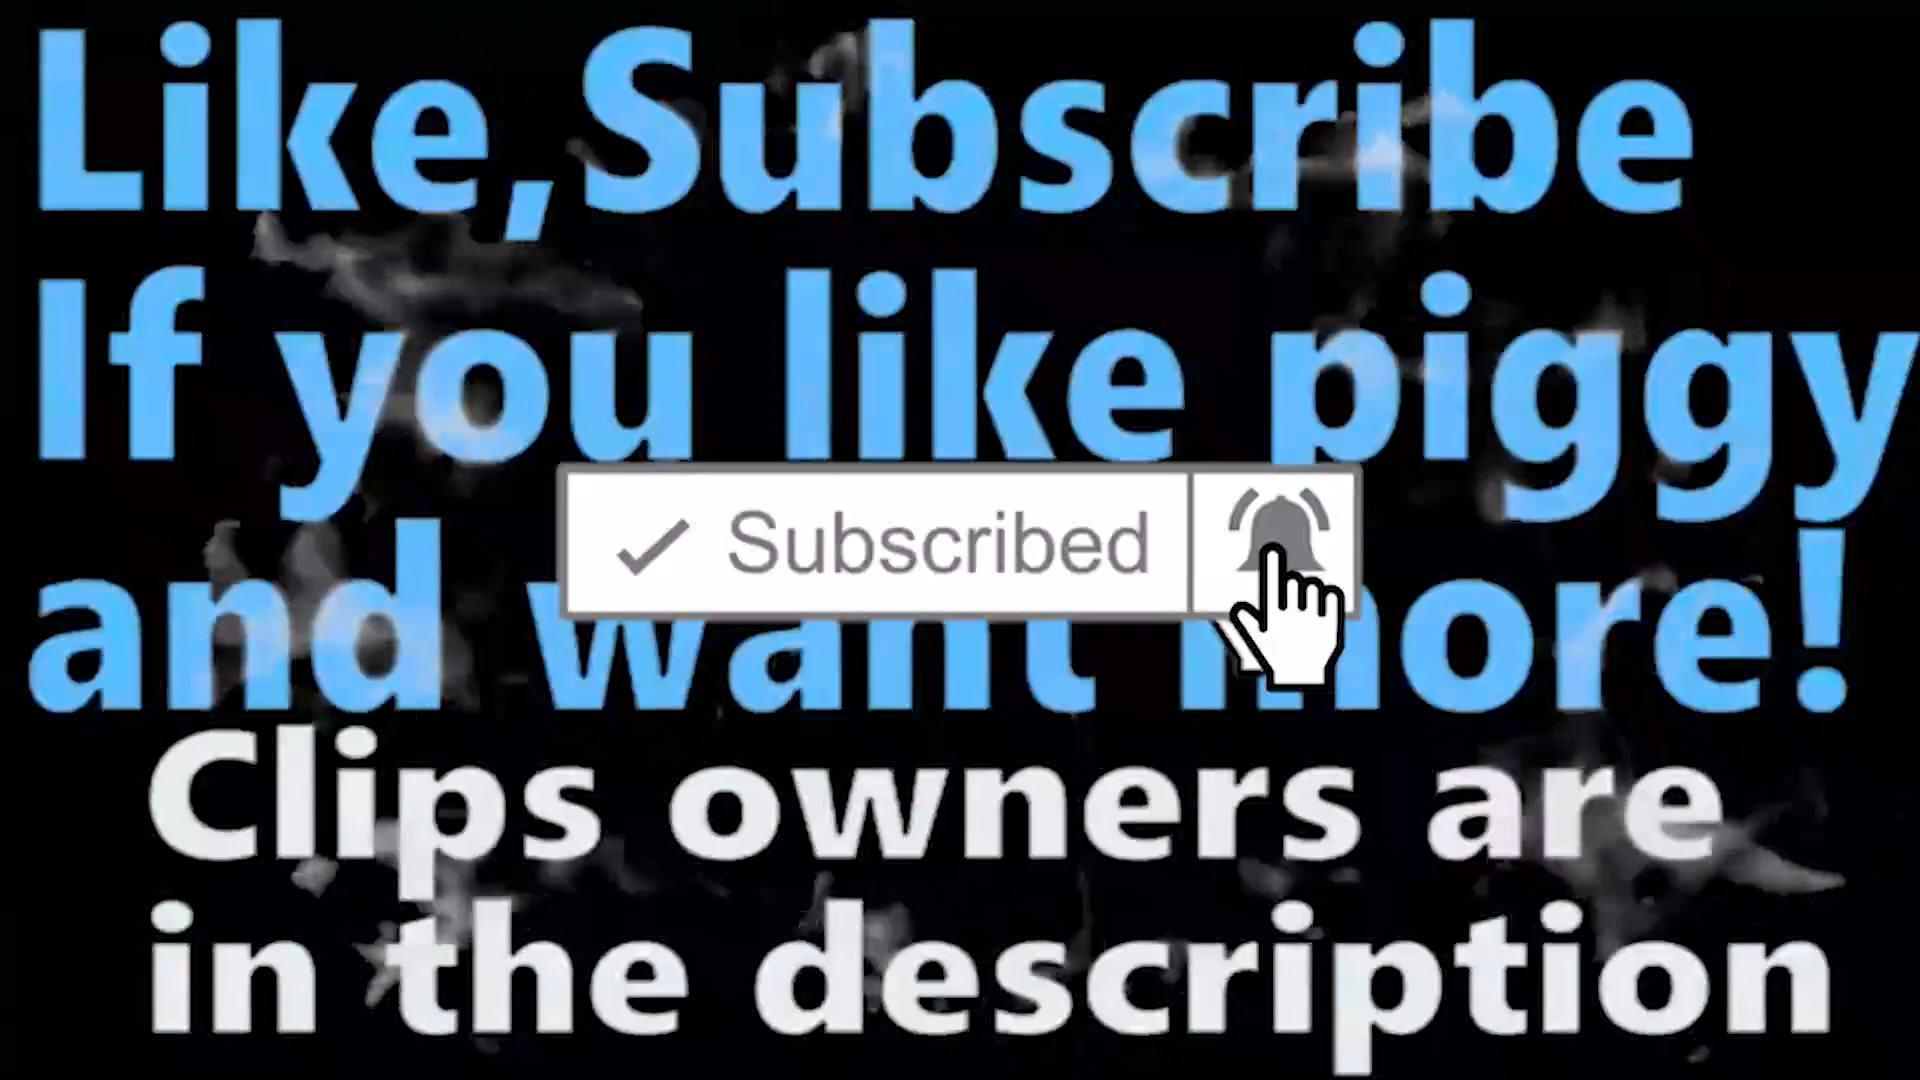 Like,Subscribe
If you like piggy
and want more!
Subscribed
Clips owners are
in the description